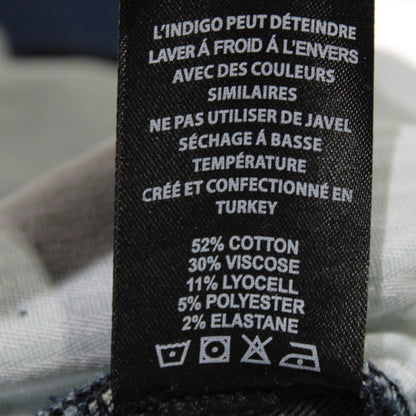 L'INDIGO PEUT DÉTEINDRE
LAVER Á FROID Á L'ENVERS
AVEC DES COULEURS
SIMILAIRES
NE PAS UTILISER DE JAVEL
SÉCHAGE Á BASSE
TEMPÉRATURE
CRÉÉ ET CONFECTIONNÉ EN
TURKEY
52% COTTON
30% VISCOSE
11% LYOCELL
5% POLYESTER
2% ELASTANE